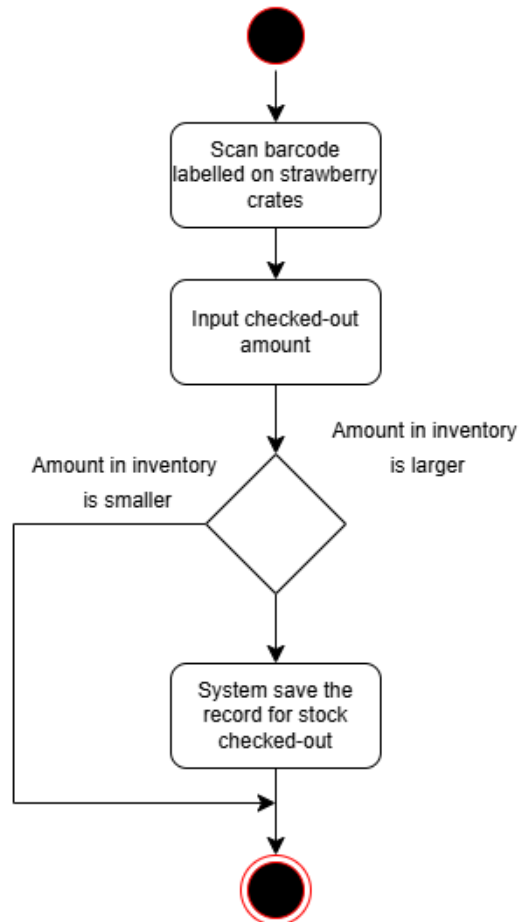 Scan barcode
labelled on strawberry
crates
Input checked-out
amount
Amount in inventory
is larger
Amount in inventory
is smaller
System save the
record for stock
checked-out